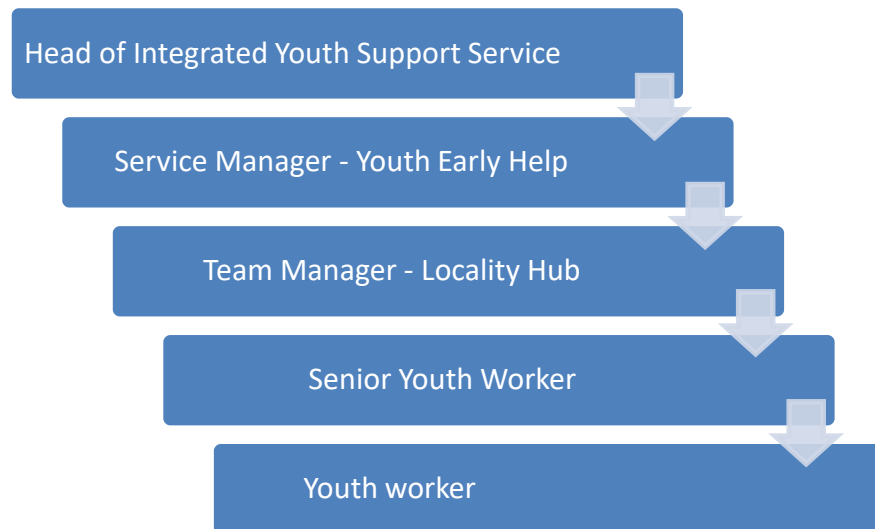 Head of Integrated Youth Support Service
Service Manager - Youth Early Help
Team Manager - Locality Hub
Senior Youth Worker
Youth worker